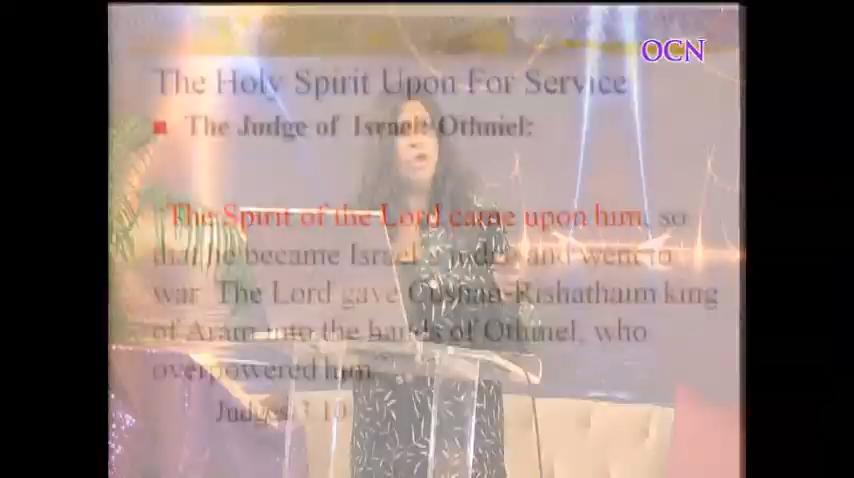 OCN
The Holy Spirit Upon For Service
The Judge of Israel: Othniel:
The Spirit of the Lord came upon him, so
that he became Israel's judge and went to
war. The Lord gave Cushan-Rishathaim king
of Aram into the hands of Othniel, who
overpowered him.
Judges 3:10